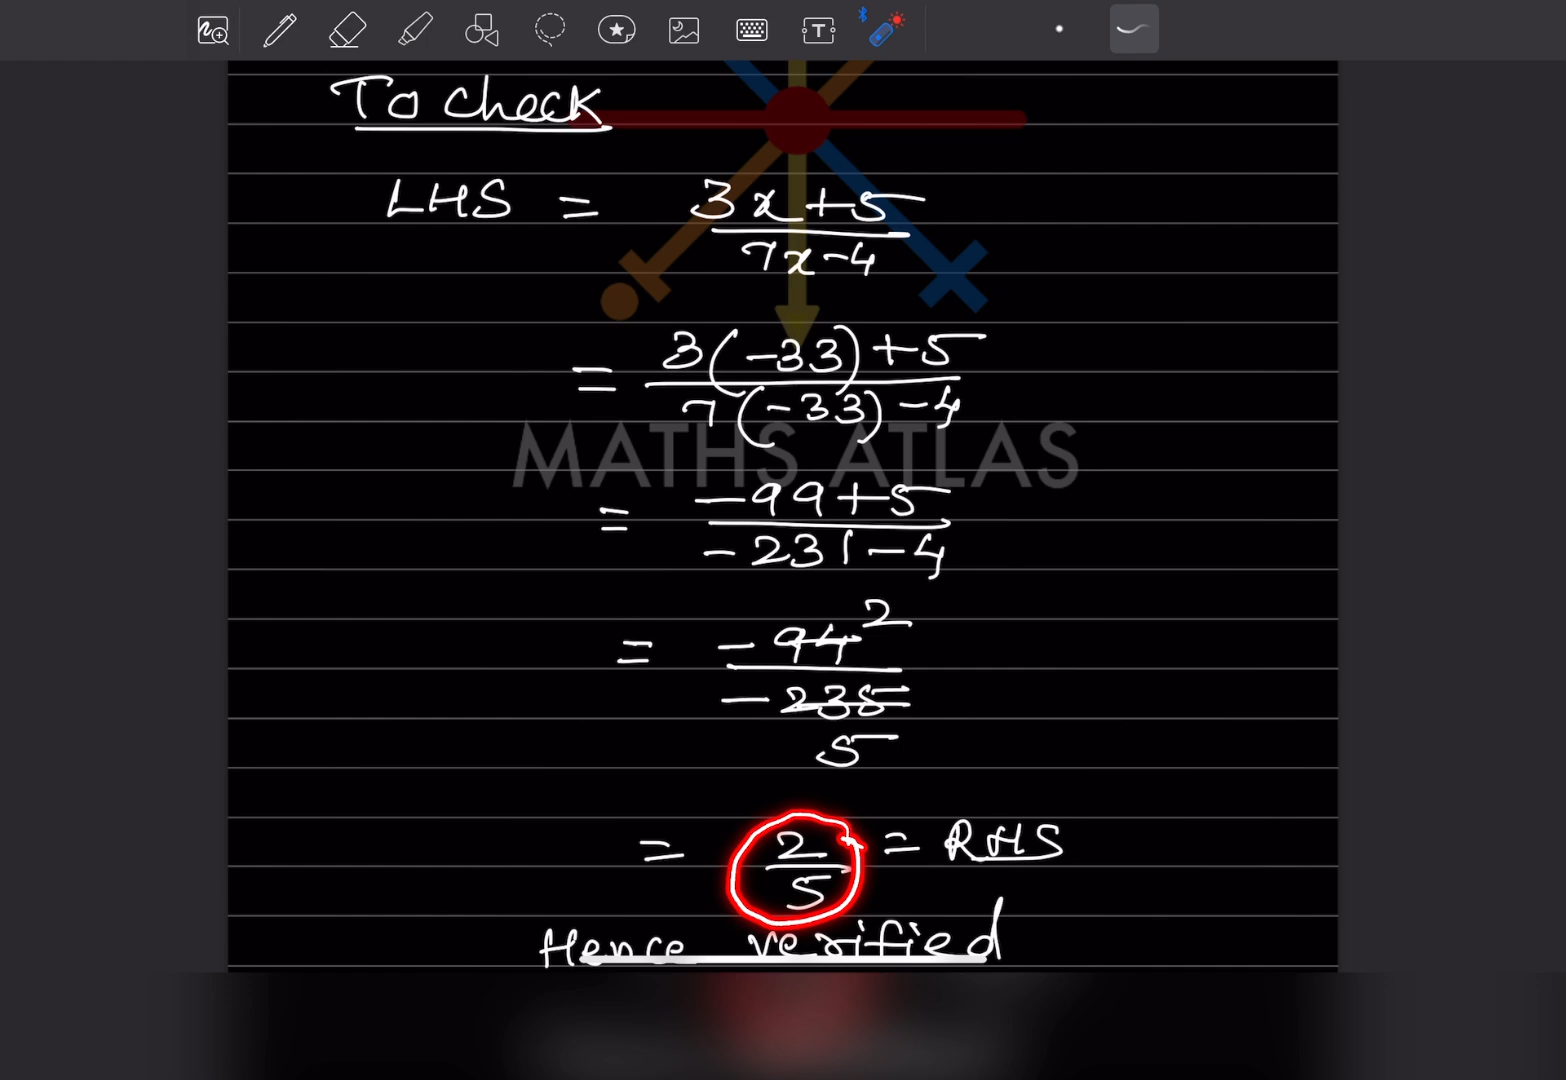 To check
LHS = 3x+5
7x-4
= 3(-33)+5
7(-33)-4
MATHS ATLAS
= -99+5
-231-4
= -94 2
-235
5
= 2 = RHS
5
Hence verified